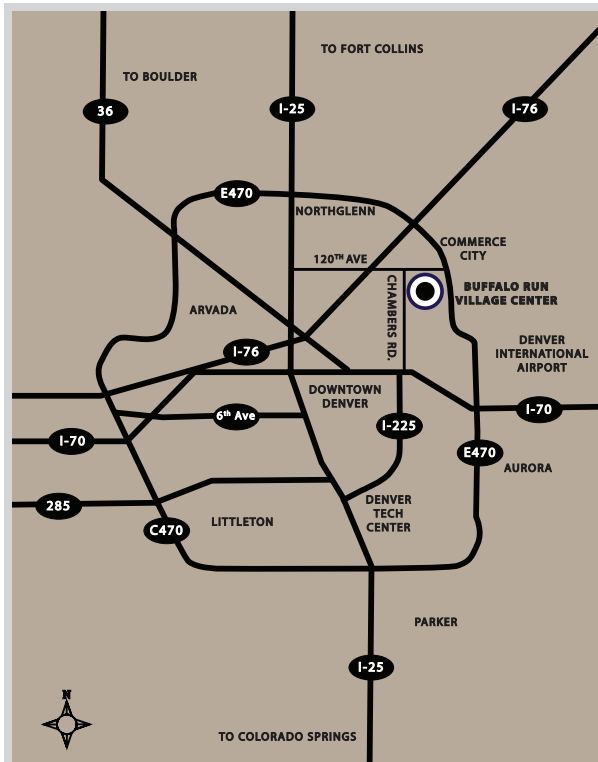 TO FORT COLLINS
TO BOULDER
36
I-25
I-76
E470
NORTHGLENN
COMMERCE
CITY
120TH AVE
CHAMBERS RD.
BUFFALO RUN
VILLAGE CENTER
ARVADA
DENVER
INTERNATIONAL
AIRPORT
I-76
DOWNTOWN
DENVER
6th Ave
I-225
I-70
I-70
E470
AURORA
285
LITTLETON
DENVER
TECH
CENTER
C470
PARKER
I-25
N
TO COLORADO SPRINGS